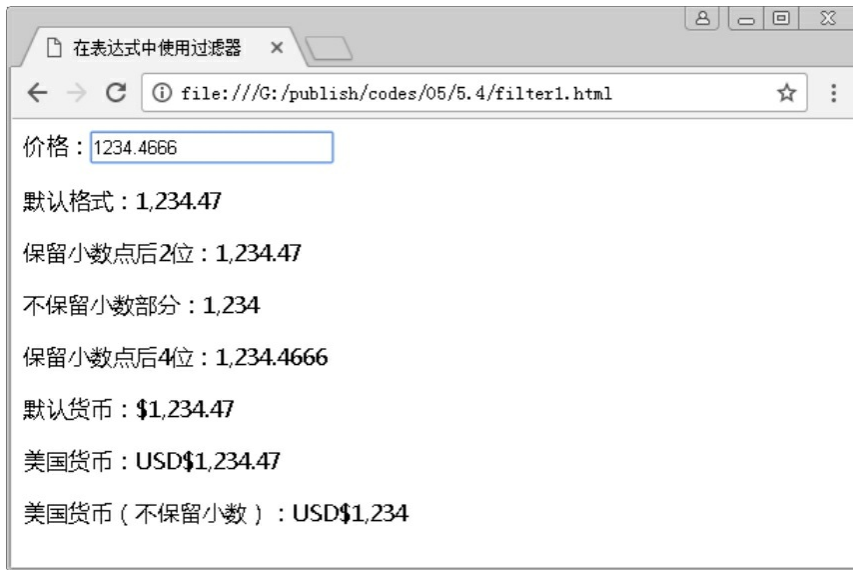 在表达式中使用过滤器
file:///G:/publish/codes/05/5.4/filter1.html
价格：1234.4666
默认格式：1,234.47
保留小数点后2位：1,234.47
不保留小数部分：1,234
保留小数点后4位：1,234.4666
默认货币：$1,234.47
美国货币：USD$1,234.47
美国货币（不保留小数）：USD$1,234